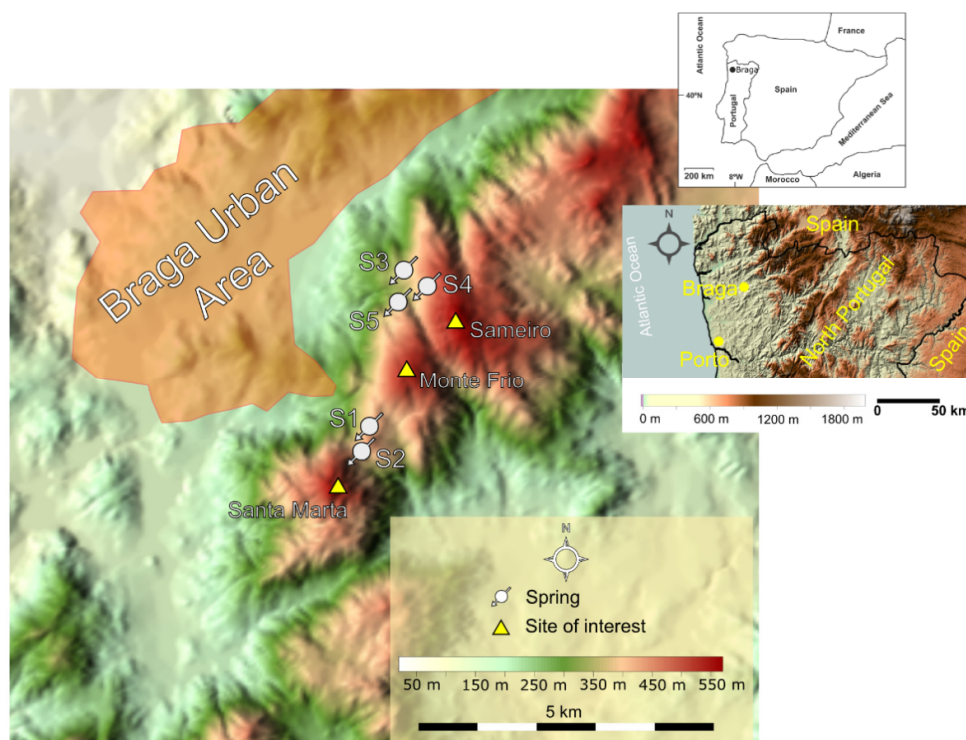 Atlantic Ocean
France
Braga
Spain
40°N
Portugal
Mediterranean Sea
200 km
8°W
Morocco
Algeria
Braga Urban
Area
S3
S4
S5
Sameiro
Monte Frio
S1
S2
Santa Marta
N
Spain
Atlantic Ocean
Braga
North Portugal
Porto
Spain
0 m
600 m
1200 m
1800 m
0
50 km
N
Spring
Site of interest
50 m
150 m
250 m
350 m
450 m
550 m
5 km